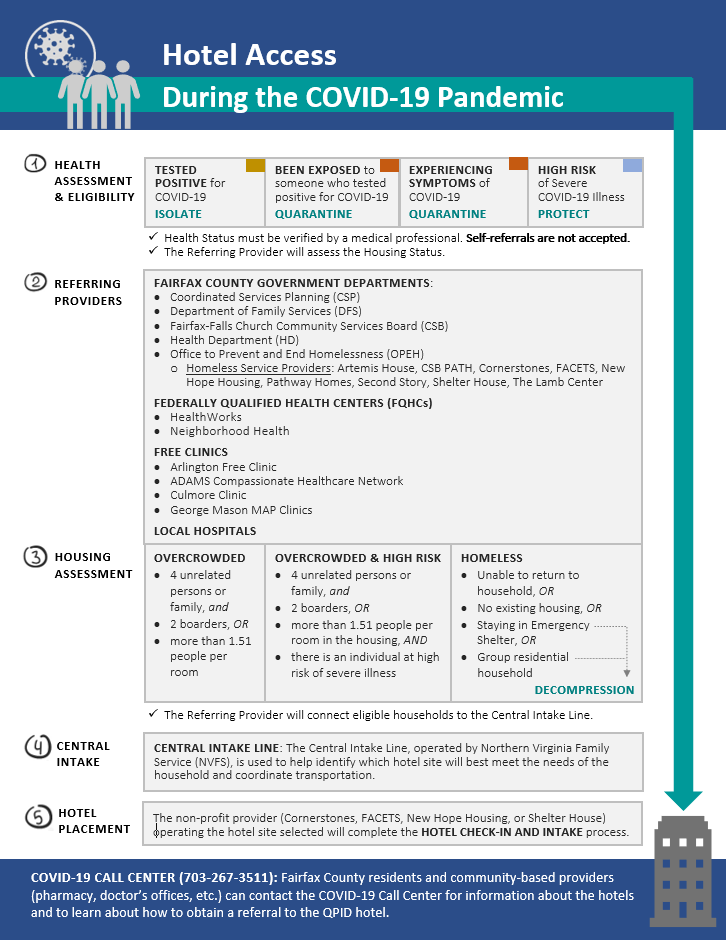 Hotel Access
During the COVID-19 Pandemic
1
HEALTH
ASSESSMENT
& ELIGIBILITY
TESTED
POSITIVE for
COVID-19
ISOLATE
BEEN EXPOSED to
someone who tested
positive for COVID-19
QUARANTINE
EXPERIENCING
SYMPTOMS of
COVID-19
QUARANTINE
HIGH RISK
of Severe
COVID-19 Illness
PROTECT
✓ Health Status must be verified by a medical professional. Self-referrals are not accepted.
✓ The Referring Provider will assess the Housing Status.
2
REFERRING
PROVIDERS
FAIRFAX COUNTY GOVERNMENT DEPARTMENTS:
• Coordinated Services Planning (CSP)
• Department of Family Services (DFS)
• Fairfax-Falls Church Community Services Board (CSB)
• Health Department (HD)
• Office to Prevent and End Homelessness (OPEH)
o Homeless Service Providers: Artemis House, CSB PATH, Cornerstones, FACETS, New
Hope Housing, Pathway Homes, Second Story, Shelter House, The Lamb Center
FEDERALLY QUALIFIED HEALTH CENTERS (FQHCs)
• HealthWorks
• Neighborhood Health
FREE CLINICS
• Arlington Free Clinic
• ADAMS Compassionate Healthcare Network
• Culmore Clinic
• George Mason MAP Clinics
LOCAL HOSPITALS
3
HOUSING
ASSESSMENT
OVERCROWDED
• 4 unrelated
persons or
family, and
• 2 boarders, OR
• more than 1.51
people per
room
OVERCROWDED & HIGH RISK
• 4 unrelated persons or
family, and
• 2 boarders, OR
• more than 1.51 people per
room in the housing, AND
• there is an individual at high
risk of severe illness
HOMELESS
• Unable to return to
household, OR
• No existing housing, OR
• Staying in Emergency
Shelter, OR
• Group residential
household
DECOMPRESSION
✓ The Referring Provider will connect eligible households to the Central Intake Line.
4
CENTRAL
INTAKE
CENTRAL INTAKE LINE: The Central Intake Line, operated by Northern Virginia Family
Service (NVFS), is used to help identify which hotel site will best meet the needs of the
household and coordinate transportation.
5
HOTEL
PLACEMENT
The non-profit provider (Cornerstones, FACETS, New Hope Housing, or Shelter House)
operating the hotel site selected will complete the HOTEL CHECK-IN AND INTAKE process.
COVID-19 CALL CENTER (703-267-3511): Fairfax County residents and community-based providers
(pharmacy, doctor's offices, etc.) can contact the COVID-19 Call Center for information about the hotels
and to learn about how to obtain a referral to the QPID hotel.